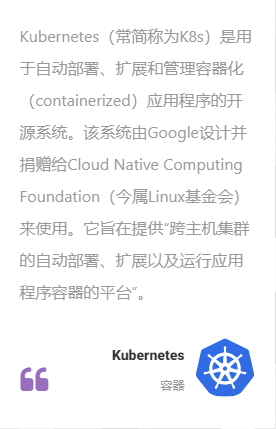 Kubernetes（常简称为K8s）是用
于自动部署、扩展和管理容器化
（containerized）应用程序的开
源系统。该系统由Google设计并
捐赠给Cloud Native Computing
Foundation（今属Linux基金会）
来使用。它旨在提供“跨主机集群
的自动部署、扩展以及运行应用
程序容器的平台”。
Kubernetes
容器